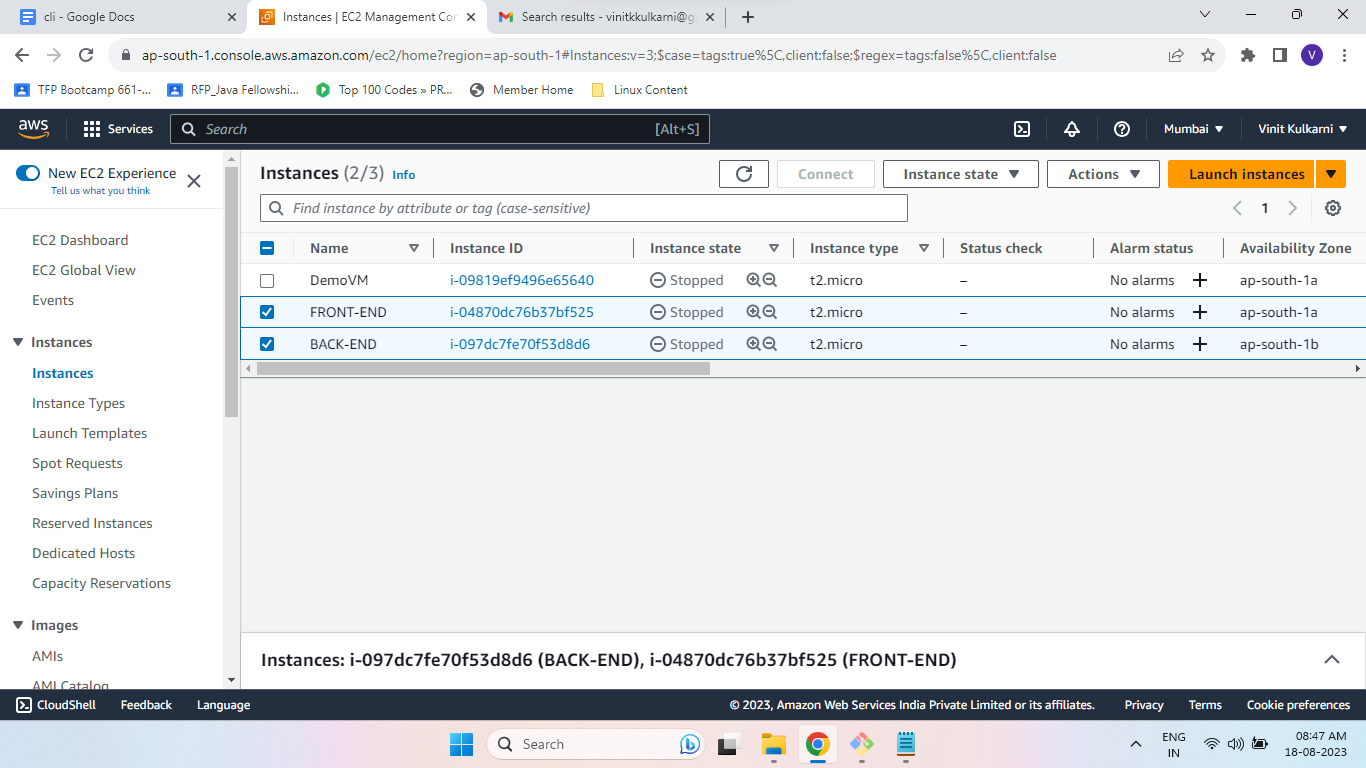 cli - Google Docs
Instances | EC2 Management Con
Search results - vinitkkulkarni@g
ap-south-1.console.aws.amazon.com/ec2/home?region=ap-south-1#Instances:v=3;$case=tags:true%5C,client:false;$regex=tags:false%5C,client:false
V
TFP Bootcamp 661-...
RFP_Java Fellowshi...
Top 100 Codes » PR...
Member Home
Linux Content
aws
Services
Search
[Alt+S]
Mumbai
Vinit Kulkarni
New EC2 Experience
Tell us what you think
EC2 Dashboard
EC2 Global View
Events
Instances
Instances
Instance Types
Launch Templates
Spot Requests
Savings Plans
Reserved Instances
Dedicated Hosts
Capacity Reservations
Images
AMIs
AMI Catalog
Instances (2/3) Info
Connect
Instance state
Actions
Launch instances
Find instance by attribute or tag (case-sensitive)
1
Name Instance ID Instance state Instance type Status check Alarm status Availability Zone
DemoVM i-09819ef9496e65640 Stopped t2.micro – No alarms ap-south-1a
FRONT-END i-04870dc76b37bf525 Stopped t2.micro – No alarms ap-south-1a
BACK-END i-097dc7fe70f53d8d6 Stopped t2.micro – No alarms ap-south-1b
Instances: i-097dc7fe70f53d8d6 (BACK-END), i-04870dc76b37bf525 (FRONT-END)
CloudShell
Feedback
Language
© 2023, Amazon Web Services India Private Limited or its affiliates.
Privacy
Terms
Cookie preferences
Search
ENG
IN
08:47 AM
18-08-2023